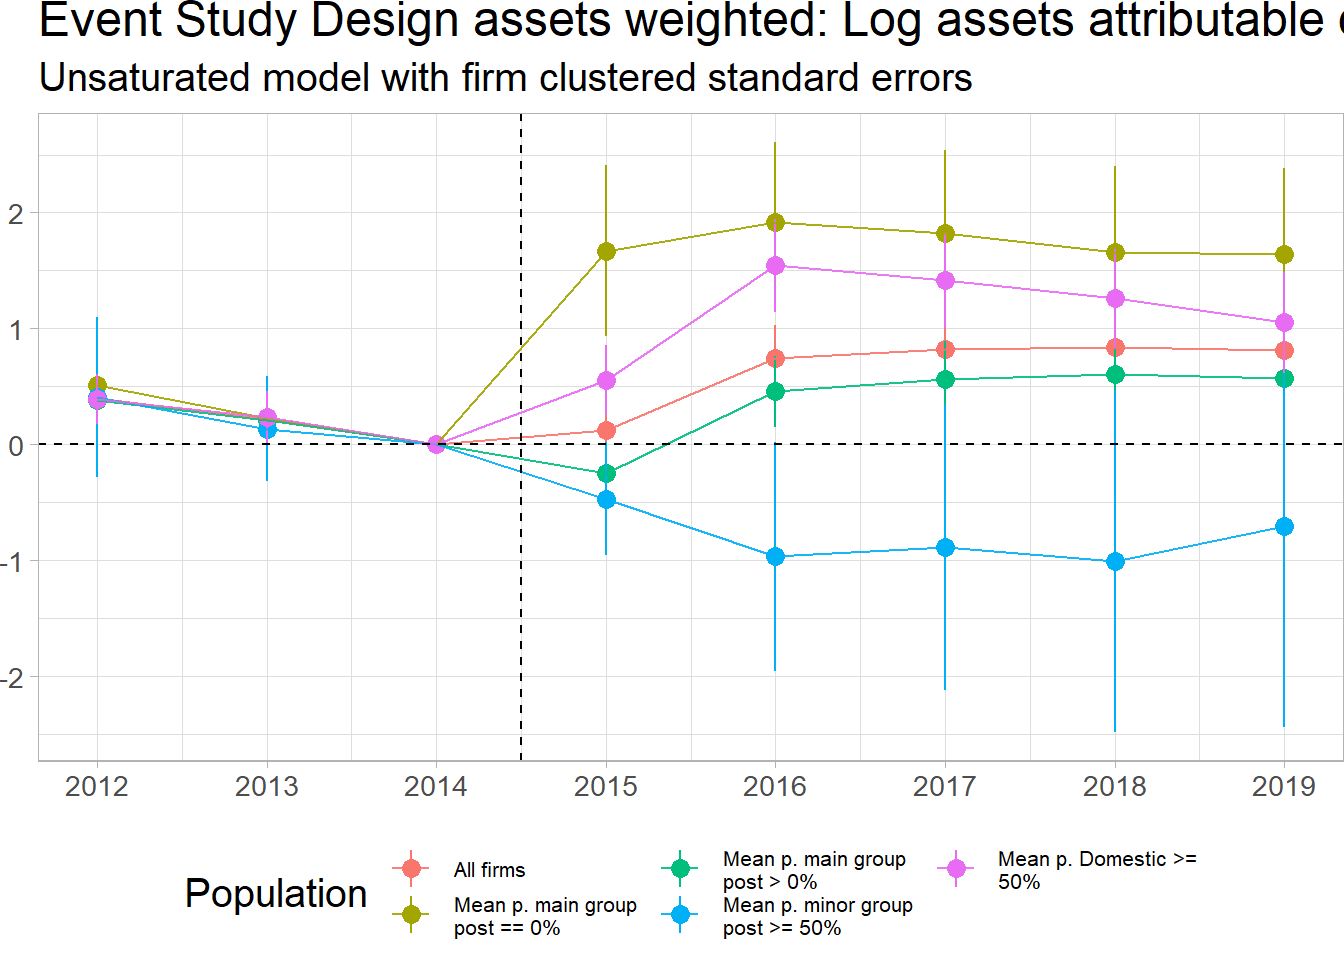 Event Study Design assets weighted: Log assets attributable
Unsaturated model with firm clustered standard errors
2
1
0
-1
-2
2012 2013 2014 2015 2016 2017 2018 2019
Population
All firms
Mean p. main group
post == 0%
Mean p. main group
post > 0%
Mean p. minor group
post >= 50%
Mean p. Domestic >=
50%